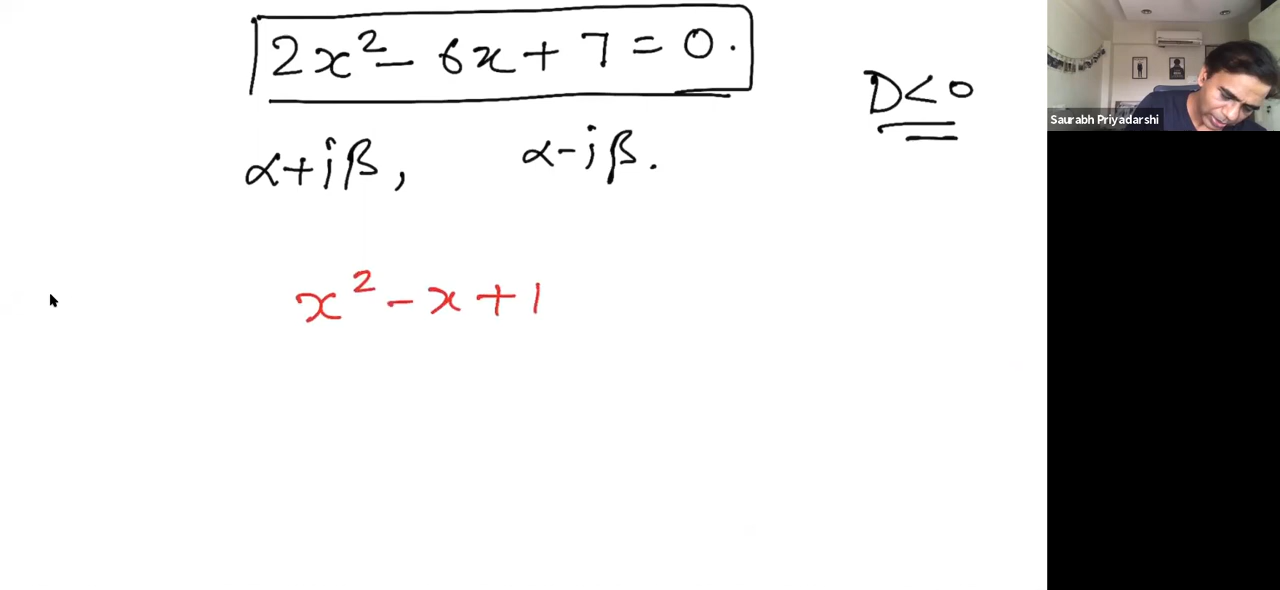 2x² - 6x + 7 = 0.
D < 0
Saurabh Priyadarshi
α + iβ, α - iβ.
x² - x + 1